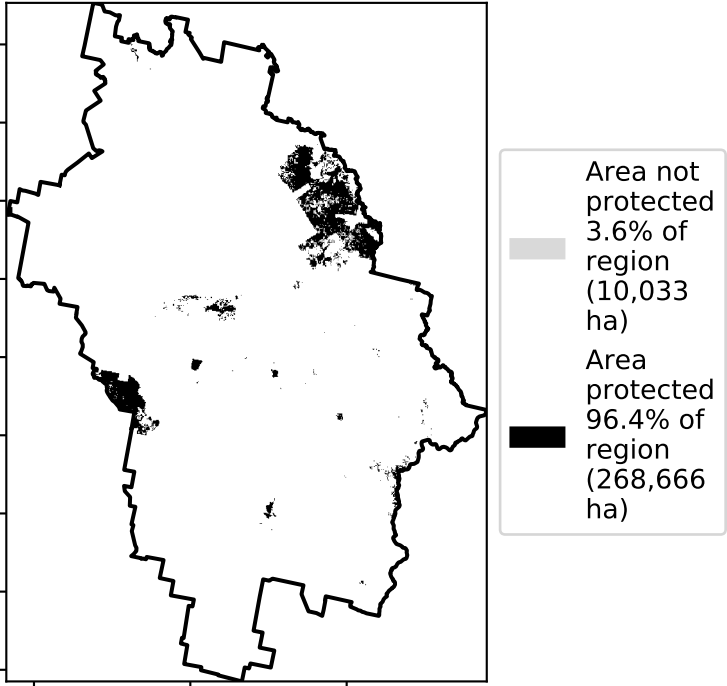 Area not
protected
3.6% of
region
(10,033
ha)
Area
protected
96.4% of
region
(268,666
ha)